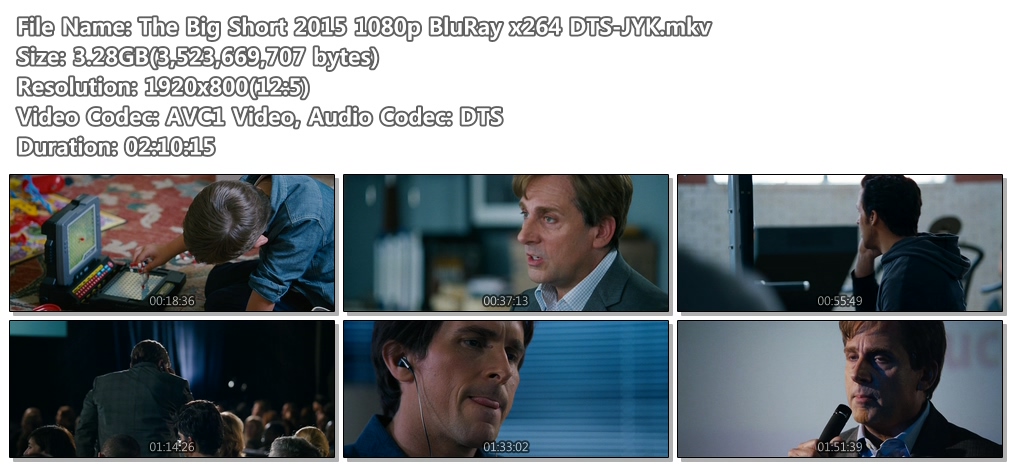 File Name: The Big Short 2015 1080p BluRay x264 DTS-JYK.mkv
Size: 3.28GB(3,523,669,707 bytes)
Resolution: 1920x800(12:5)
Video Codec: AVC1 Video, Audio Codec: DTS
Duration: 02:10:15
00:18:36
00:37:13
00:55:49
uc
01:14:26
01:33:02
01:51:39